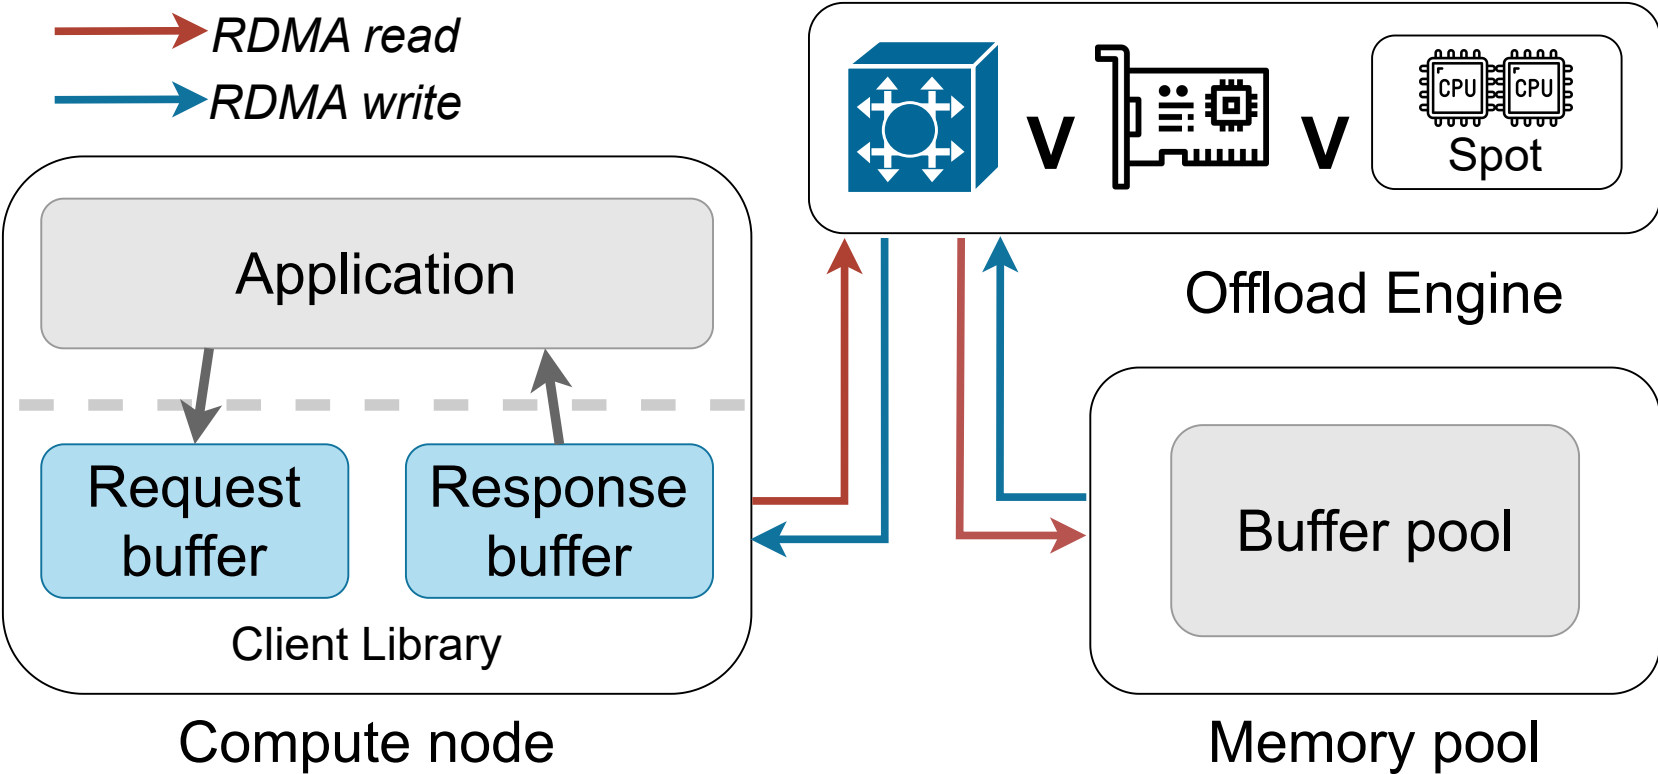 RDMA read
RDMA write
V
V
CPU
CPU
Spot
Offload Engine
Application
Request
buffer
Response
buffer
Client Library
Compute node
Buffer pool
Memory pool